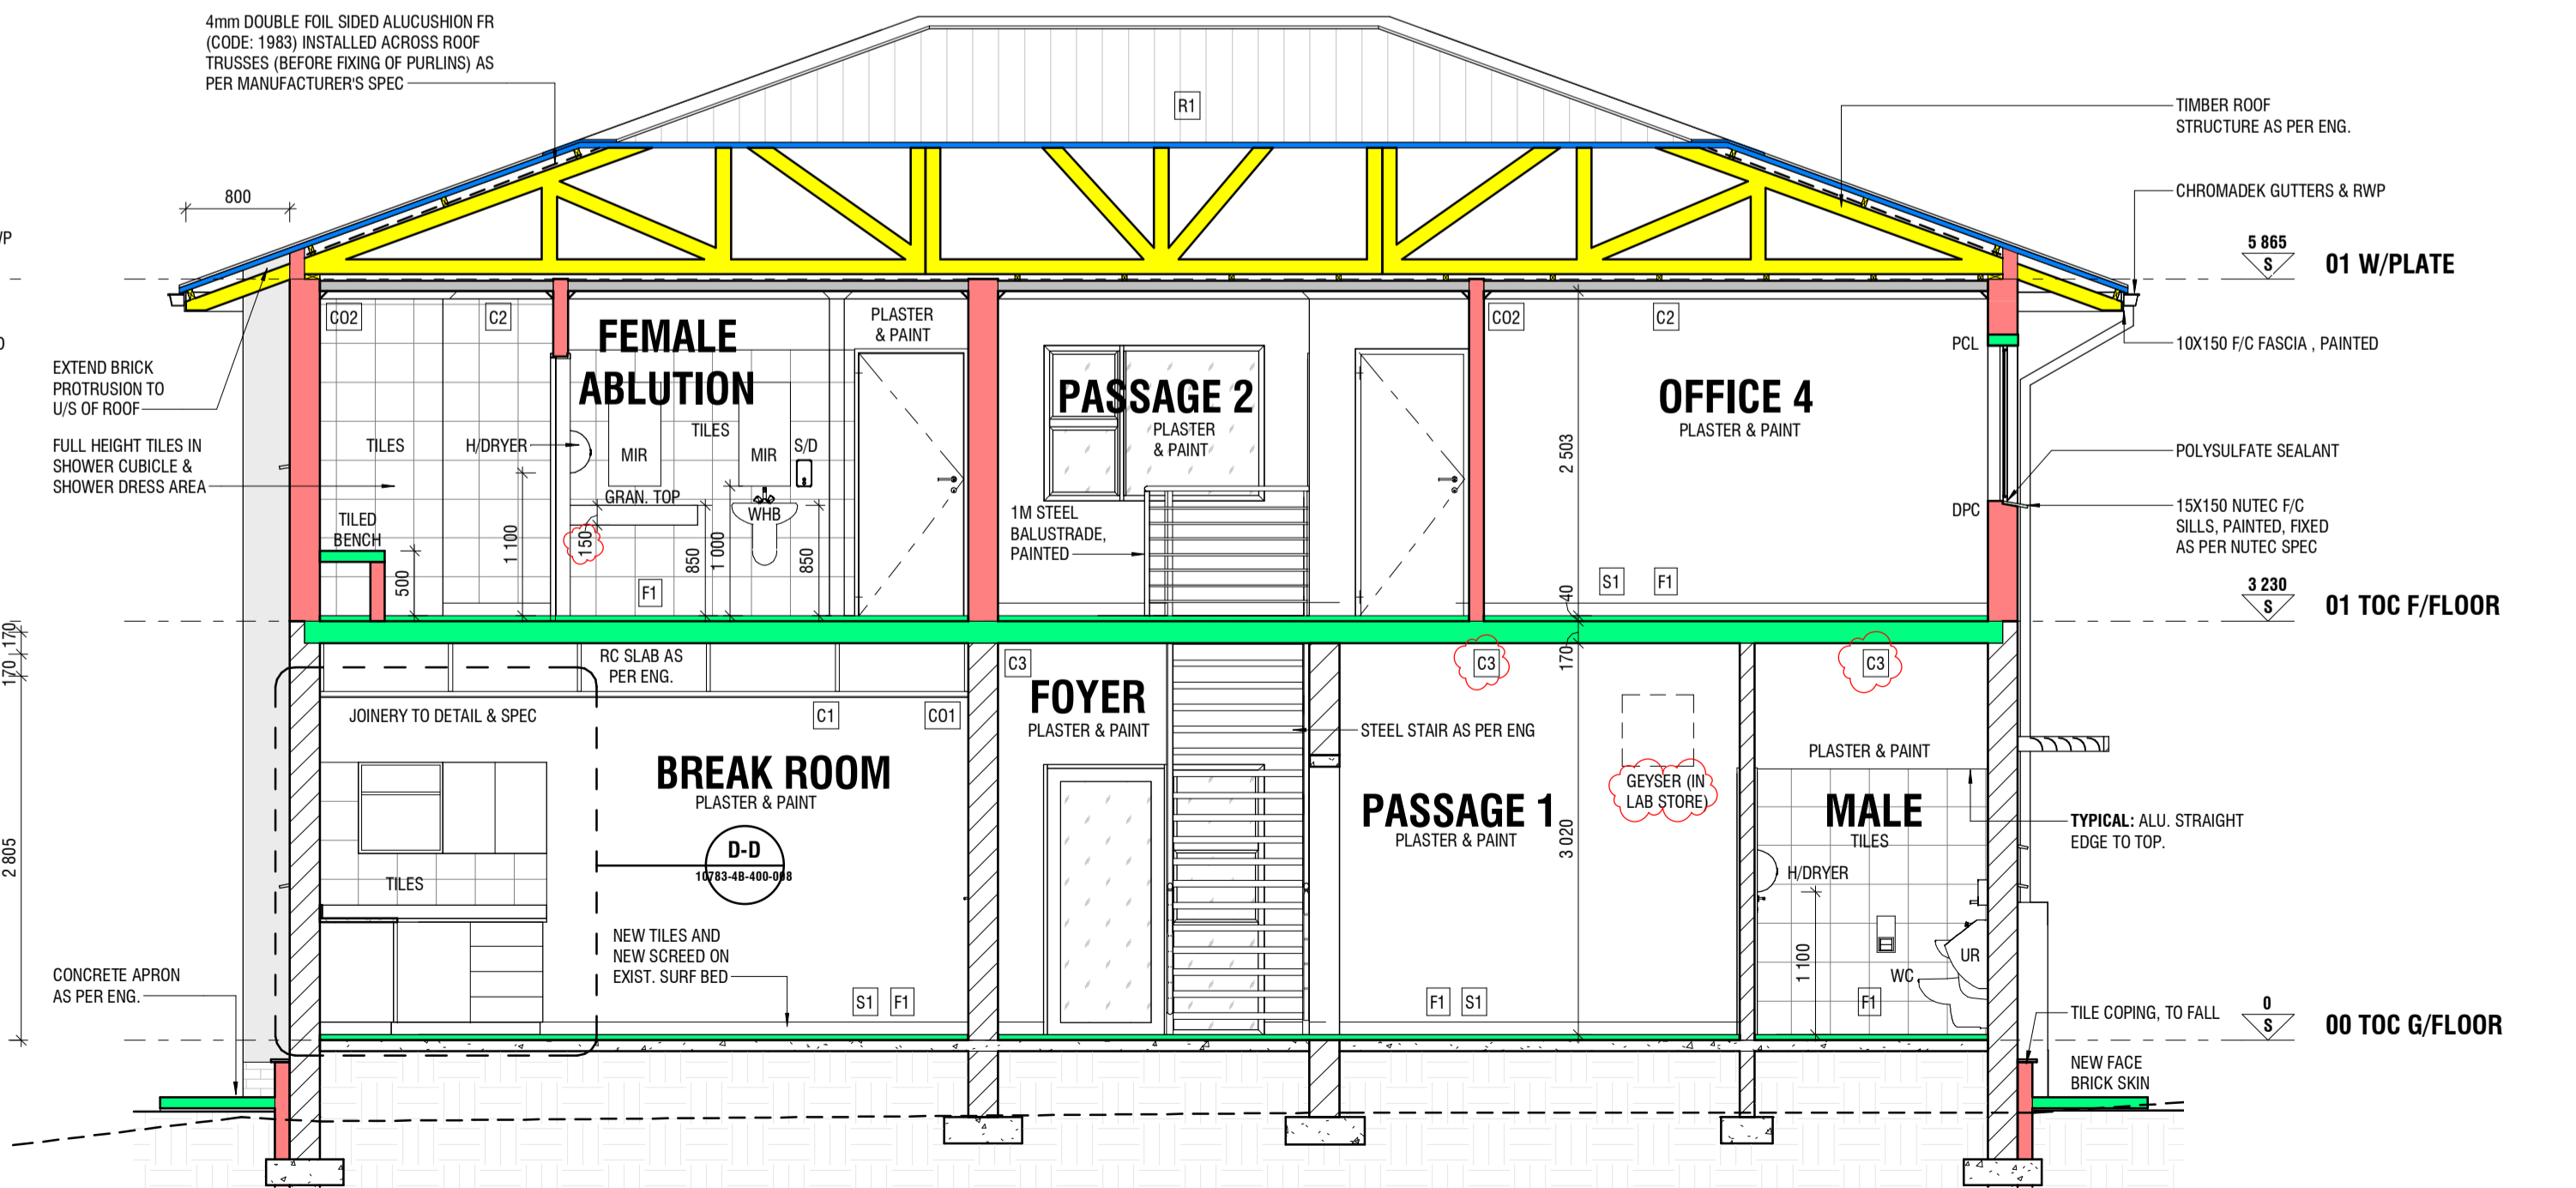 4mm DOUBLE FOIL SIDED ALUCUSHION FR
(CODE: 1983) INSTALLED ACROSS ROOF
TRUSSES (BEFORE FIXING OF PURLINS) AS
PER MANUFACTURER'S SPEC
R1
TIMBER ROOF
STRUCTURE AS PER ENG.
800
CHROMADEK GUTTERS & RWP
5 865
S
01 W/PLATE
CO2
C2
FEMALE
ABLUTION
PLASTER
& PAINT
CO2
C2
PCL
10X150 F/C FASCIA , PAINTED
EXTEND BRICK
PROTRUSION TO
U/S OF ROOF
PASSAGE 2
PLASTER
& PAINT
OFFICE 4
PLASTER & PAINT
FULL HEIGHT TILES IN
SHOWER CUBICLE &
SHOWER DRESS AREA
TILES
H/DRYER
MIR
TILES
MIR
S/D
2 503
POLYSULFATE SEALANT
GRAN. TOP
WHB
TILED
BENCH
500
1 100
150
850
1 000
850
F1
1M STEEL
BALUSTRADE,
PAINTED
DPC
15X150 NUTEC F/C
SILLS, PAINTED, FIXED
AS PER NUTEC SPEC
S1
F1
40
3 230
S
01 TOC F/FLOOR
170
170
2 805
RC SLAB AS
PER ENG.
C3
C3
170
C3
FOYER
PLASTER & PAINT
JOINERY TO DETAIL & SPEC
C1
CO1
STEEL STAIR AS PER ENG
BREAK ROOM
PLASTER & PAINT
GEYSER (IN
LAB STORE)
PLASTER & PAINT
PASSAGE 1
PLASTER & PAINT
3 020
MALE
TILES
TYPICAL: ALU. STRAIGHT
EDGE TO TOP.
D-D
10783-4B-400-008
TILES
H/DRYER
1 100
UR
WC
F1
NEW TILES AND
NEW SCREED ON
EXIST. SURF BED
S1
F1
F1
S1
CONCRETE APRON
AS PER ENG.
TILE COPING, TO FALL
0
S
00 TOC G/FLOOR
NEW FACE
BRICK SKIN